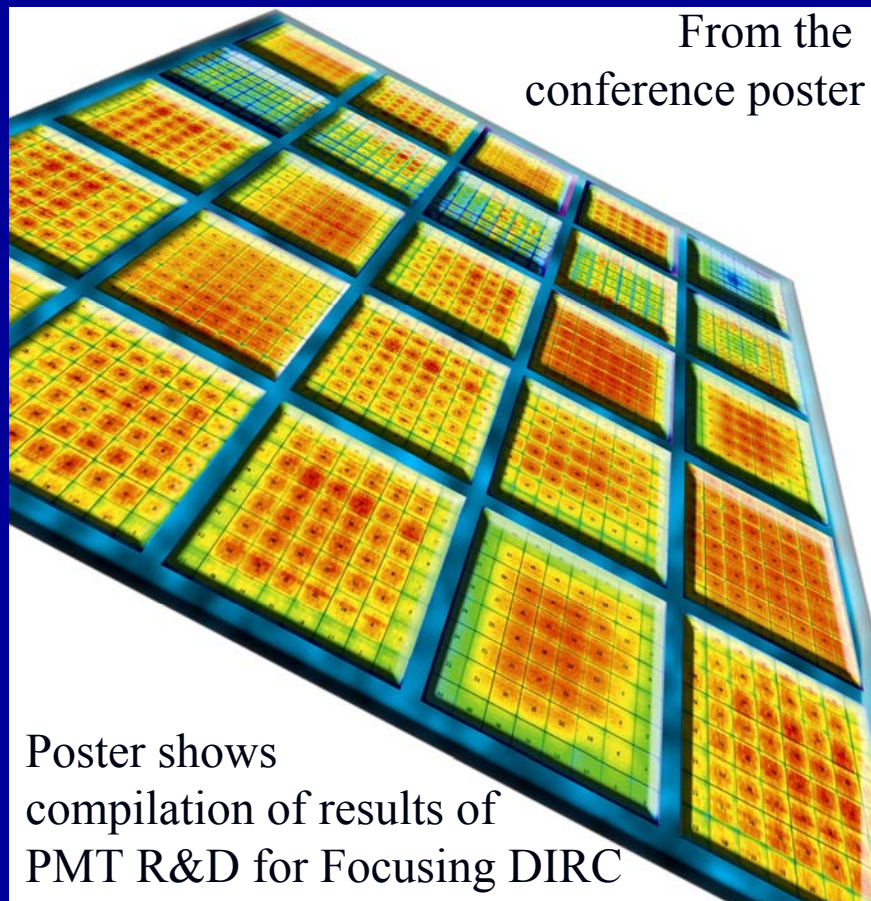 From the
conference poster
Poster shows
compilation of results of
PMT R&D for Focusing DIRC